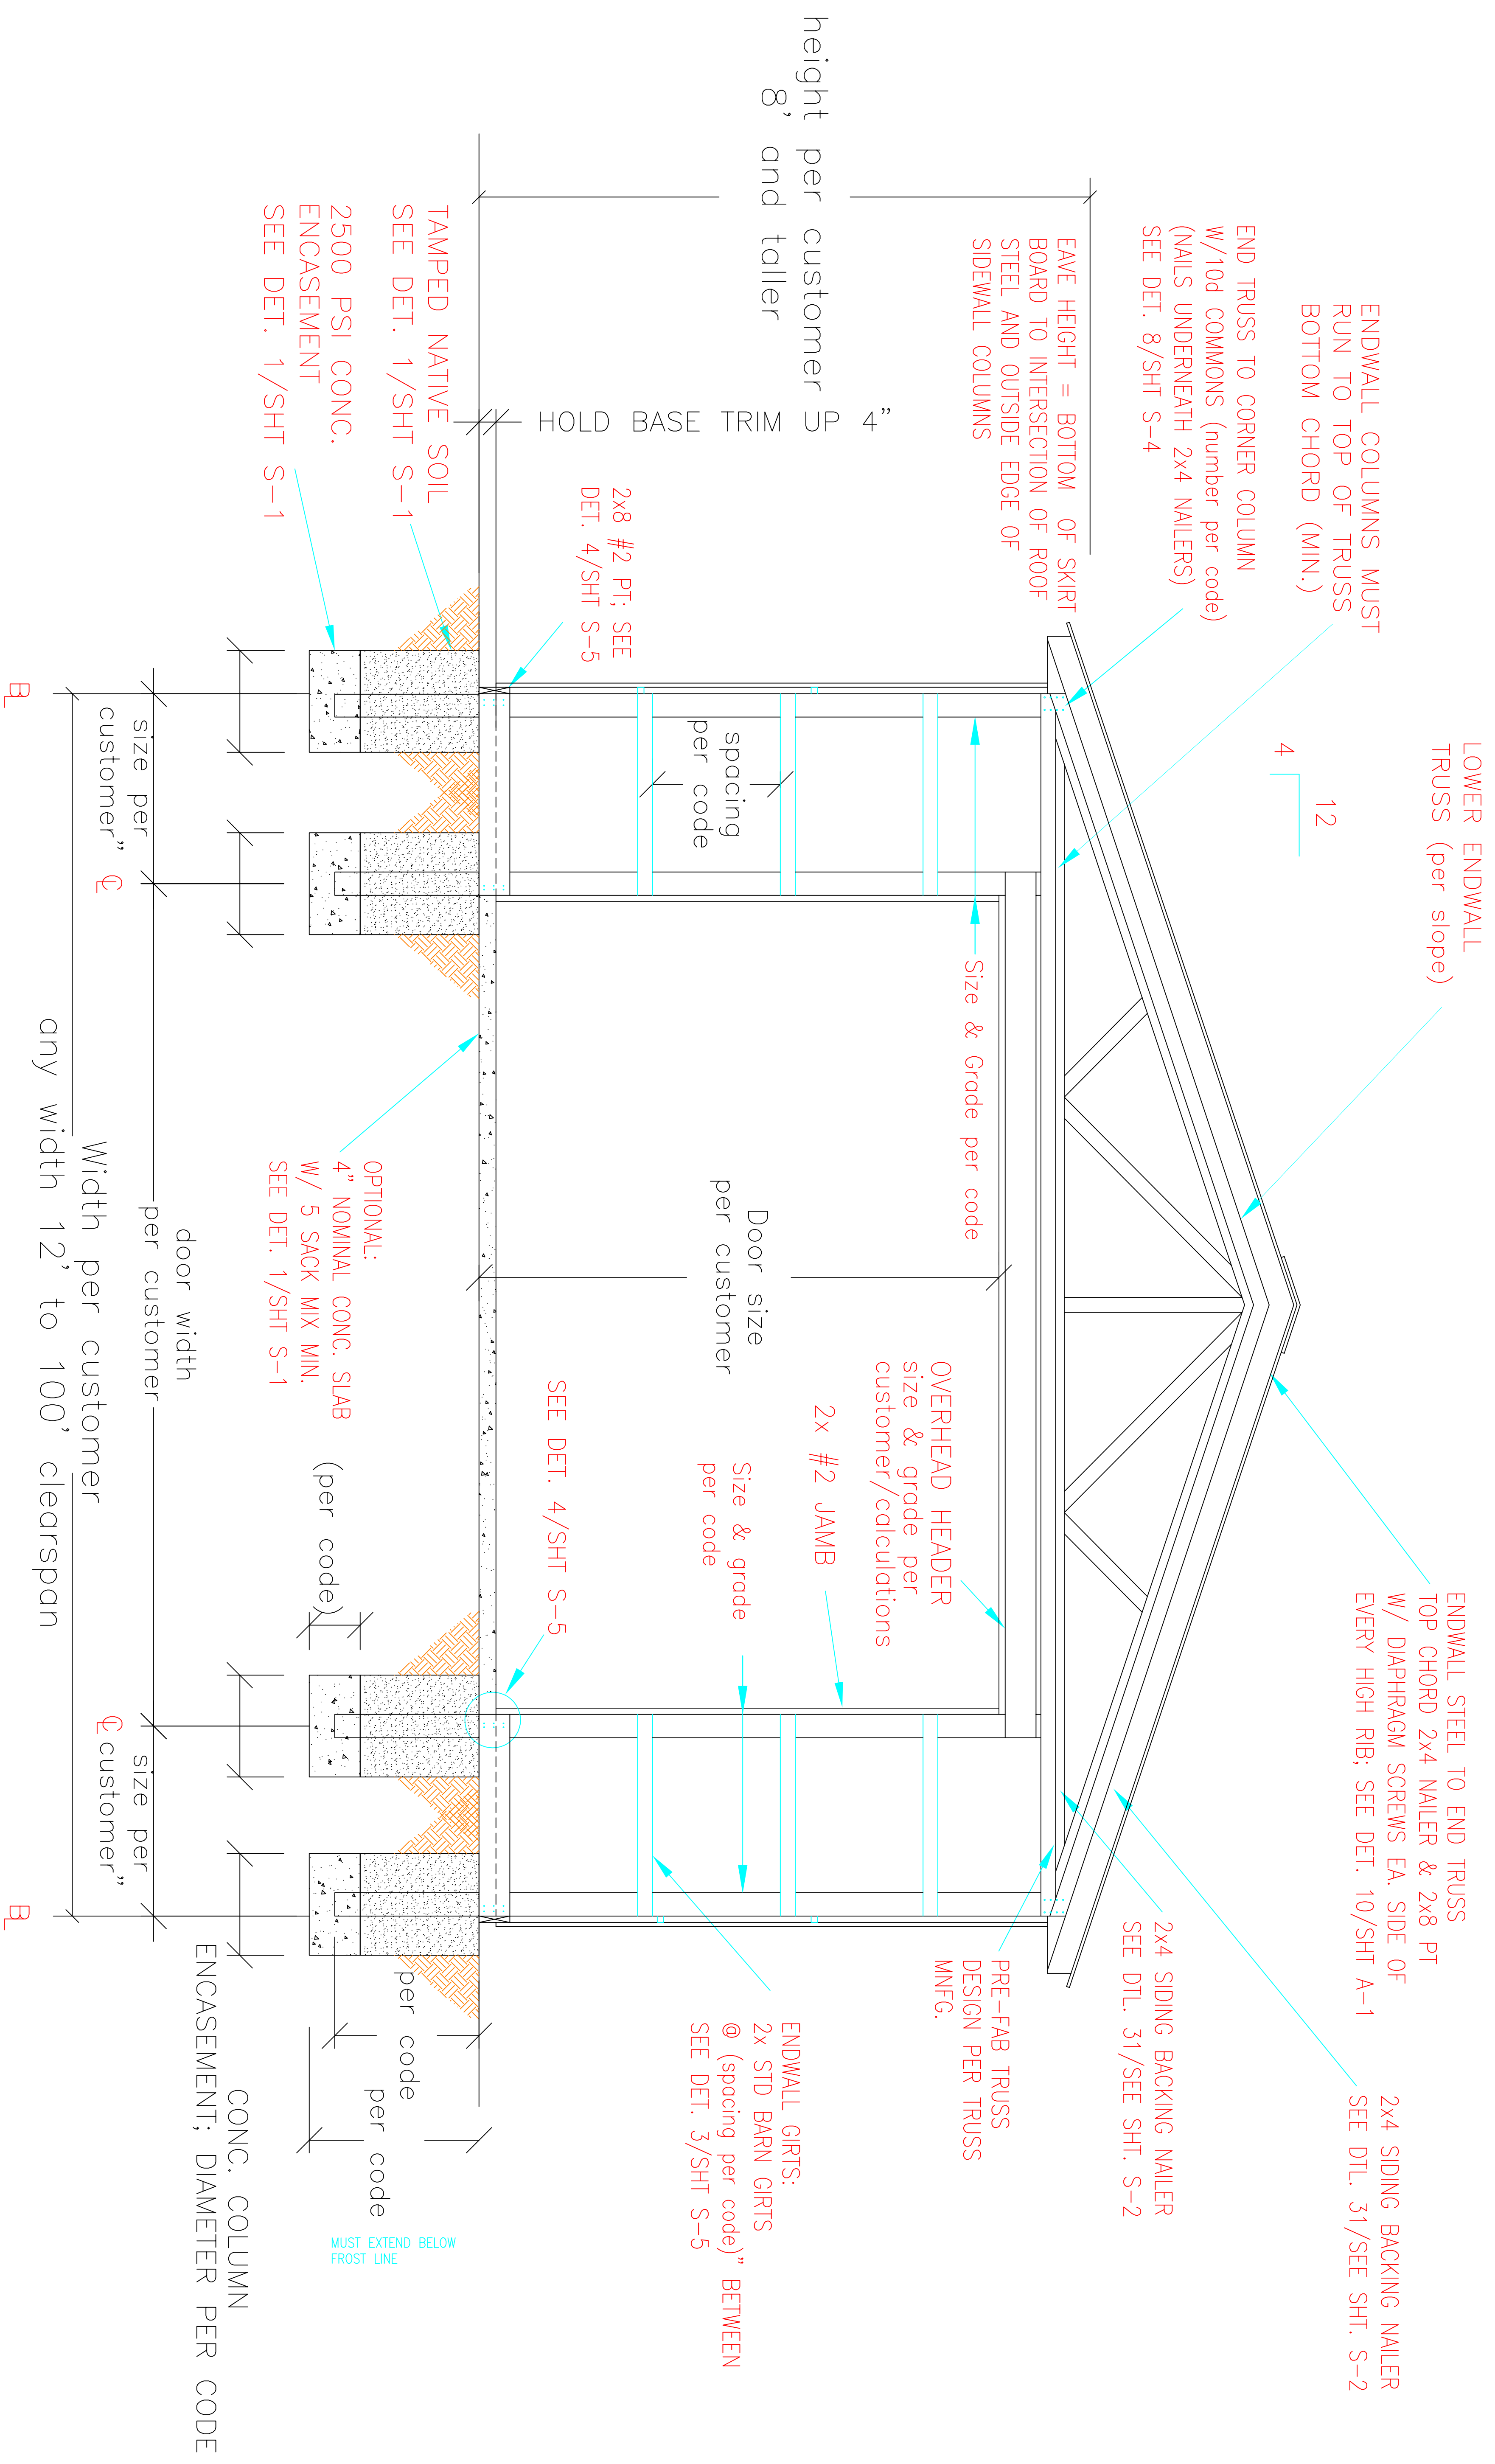 LOWER ENDWALL
TRUSS (per slope)
12
4
ENDWALL COLUMNS MUST
RUN TO TOP OF TRUSS
BOTTOM CHORD (MIN.)
END TRUSS TO CORNER COLUMN
W/10d COMMONS (number per code)
(NAILS UNDERNEATH 2x4 NAILERS)
SEE DET. 8/SHT S-4
EAVE HEIGHT = BOTTOM OF SKIRT
BOARD TO INTERSECTION OF ROOF
STEEL AND OUTSIDE EDGE OF
SIDEWALL COLUMNS
height per customer
8' and taller
HOLD BASE TRIM UP 4"
2x8 #2 PT; SEE
DET. 4/SHT S-5
TAMPED NATIVE SOIL
SEE DET. 1/SHT S-1
2500 PSI CONC.
ENCASEMENT
SEE DET. 1/SHT S-1
spacing
per code
Size & Grade per code
Door size
per customer
ENDWALL STEEL TO END TRUSS
TOP CHORD 2x4 NAILER & 2x8 PT
W/ DIAPHRAGM SCREWS EA. SIDE OF
EVERY HIGH RIB; SEE DET. 10/SHT A-1
2x4 SIDING BACKING NAILER
SEE DTL. 31/SEE SHT. S-2
2x4 SIDING BACKING NAILER
SEE DTL. 31/SEE SHT. S-2
PRE-FAB TRUSS
DESIGN PER TRUSS
MNFG.
OVERHEAD HEADER
size & grade per
customer/calculations
2x #2 JAMB
Size & grade
per code
ENDWALL GIRTS:
2x STD BARN GIRTS
@ (spacing per code)" BETWEEN
SEE DET. 3/SHT S-5
SEE DET. 4/SHT S-5
OPTIONAL:
4" NOMINAL CONC. SLAB
W/ 5 SACK MIX MIN.
SEE DET. 1/SHT S-1
(per code)
per code
per code
MUST EXTEND BELOW
FROST LINE
CONC. COLUMN
ENCASEMENT; DIAMETER PER CODE
size per
customer"
CL
door width
per customer
size per
customer"
CL
Width per customer
any width 12' to 100' clearspan
BL
BL